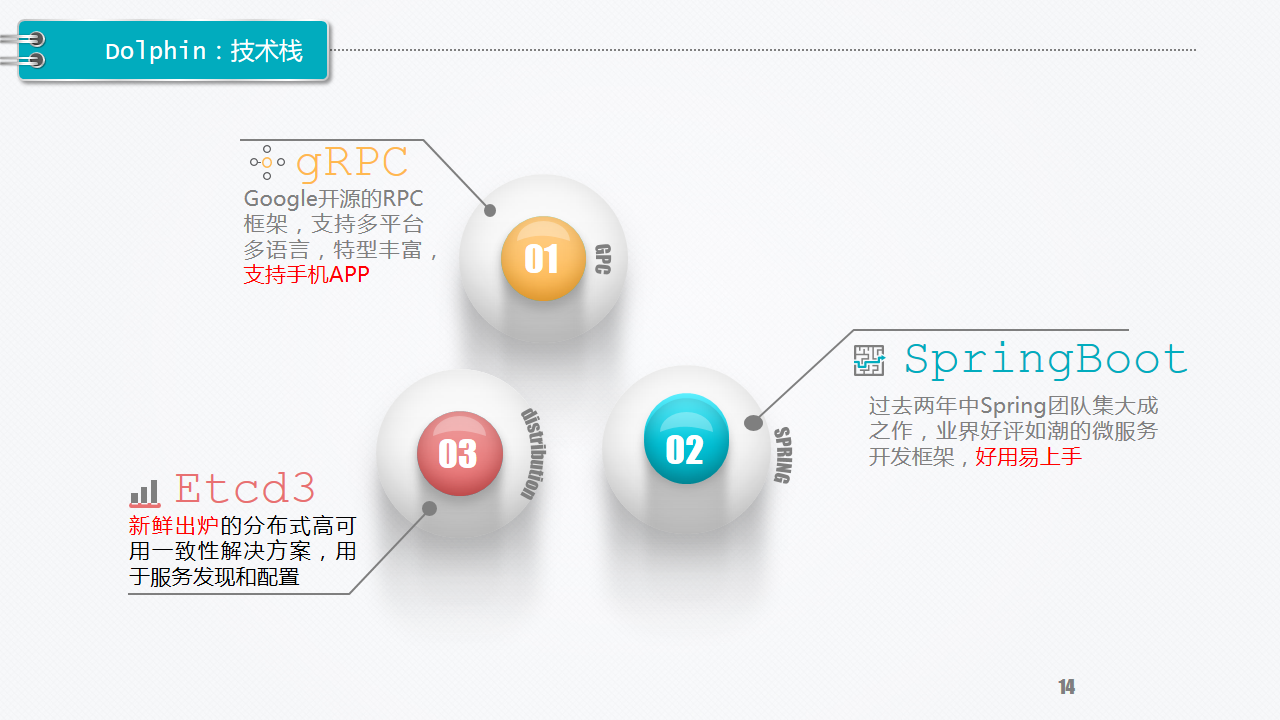 Dolphin：技术栈
gRPC
Google开源的RPC
框架，支持多平台
多语言，特型丰富，
支持手机APP
01
GPC
SpringBoot
过去两年中Spring团队集大成
之作，业界好评如潮的微服务
开发框架，好用易上手
02
SPRING
03
distribution
Etcd3
新鲜出炉的分布式高可
用一致性解决方案，用
于服务发现和配置
14